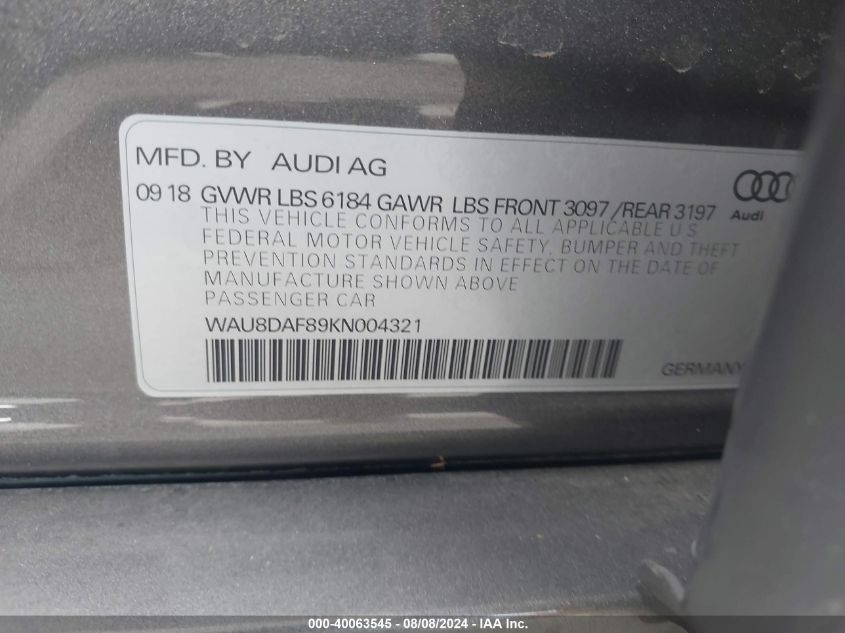 MFD. BY AUDI AG
09 18 GVWR LBS 6184 GAWR LBS FRONT 3097 /REAR 3197
Audi
THIS VEHICLE CONFORMS TO ALL APPLICABLE U.S
FEDERAL MOTOR VEHICLE SAFETY, BUMPER AND THEFT
PREVENTION STANDARDS IN EFFECT ON THE DATE OF
MANUFACTURE SHOWN ABOVE
PASSENGER CAR
WAU8DAF89KN004321
GERMANY
000-40063545 - 08/08/2024 - IAA Inc.